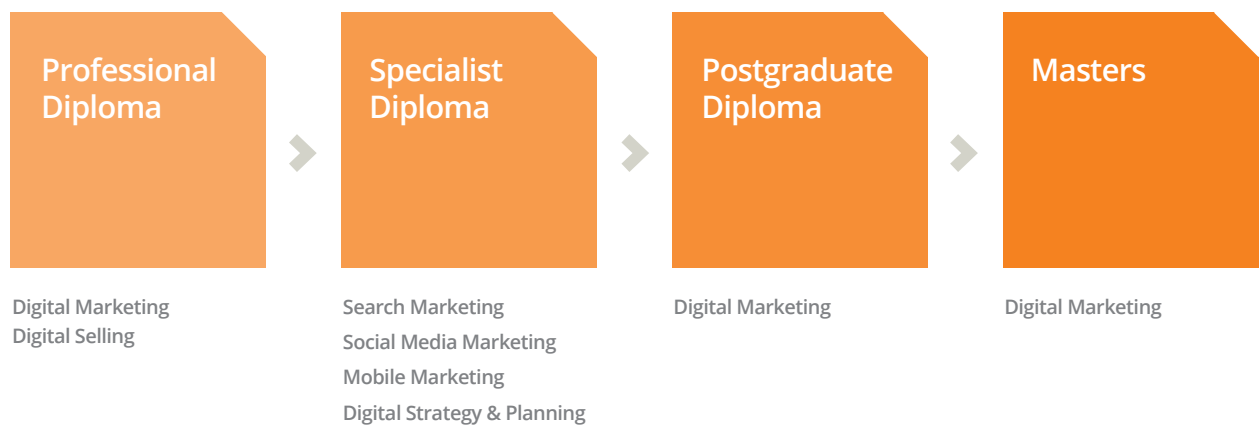 Professional
Diploma
Digital Marketing
Digital Selling
Specialist
Diploma
Search Marketing
Social Media Marketing
Mobile Marketing
Digital Strategy & Planning
Postgraduate
Diploma
Digital Marketing
Masters
Digital Marketing